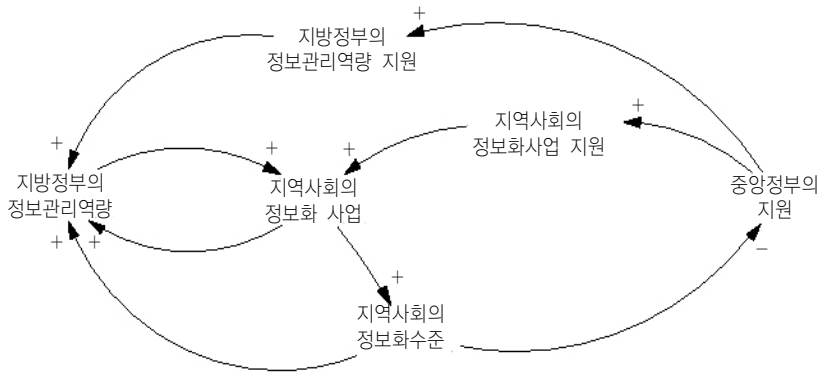 +
지방정부의
정보관리역량 지원
+
지역사회의
정보화사업 지원
+
+
+
지방정부의
정보관리역량
지역사회의
정보화 사업
중앙정부의
지원
+ +
−
+
지역사회의
정보화수준